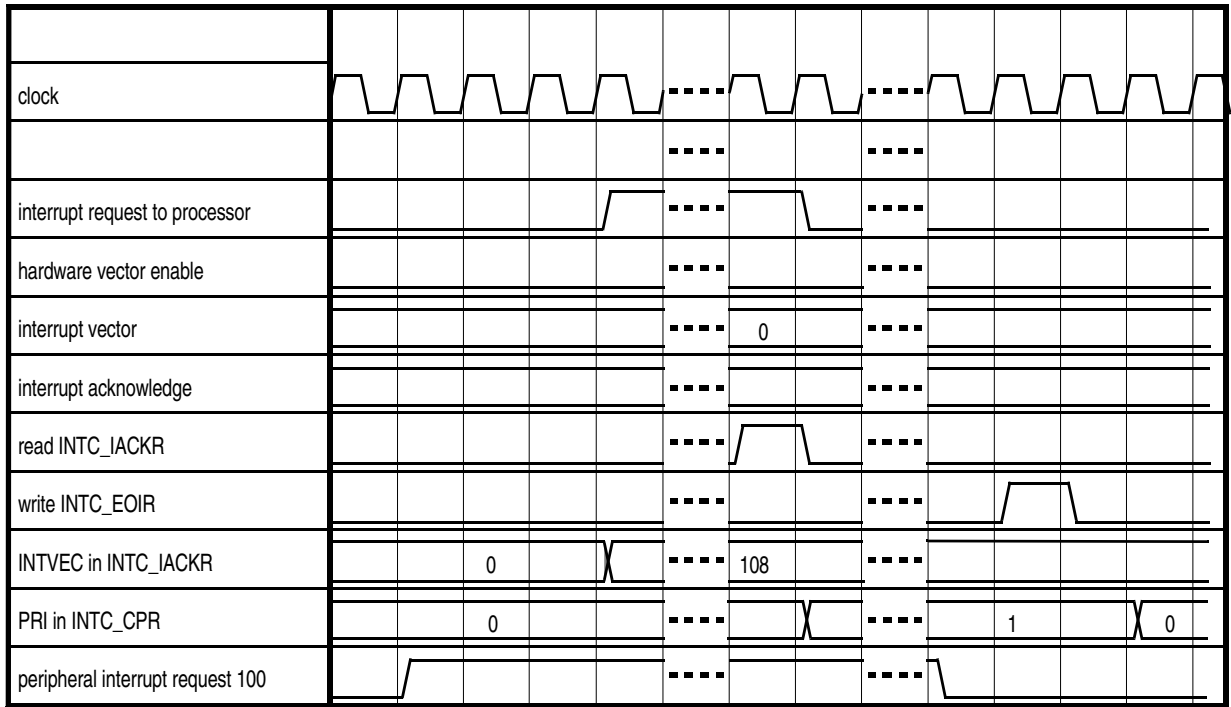 clock
interrupt request to processor
hardware vector enable
interrupt vector 0
interrupt acknowledge
read INTC_IACKR
write INTC_EOIR
INTVEC in INTC_IACKR 0 108
PRI in INTC_CPR 0 1 0
peripheral interrupt request 100